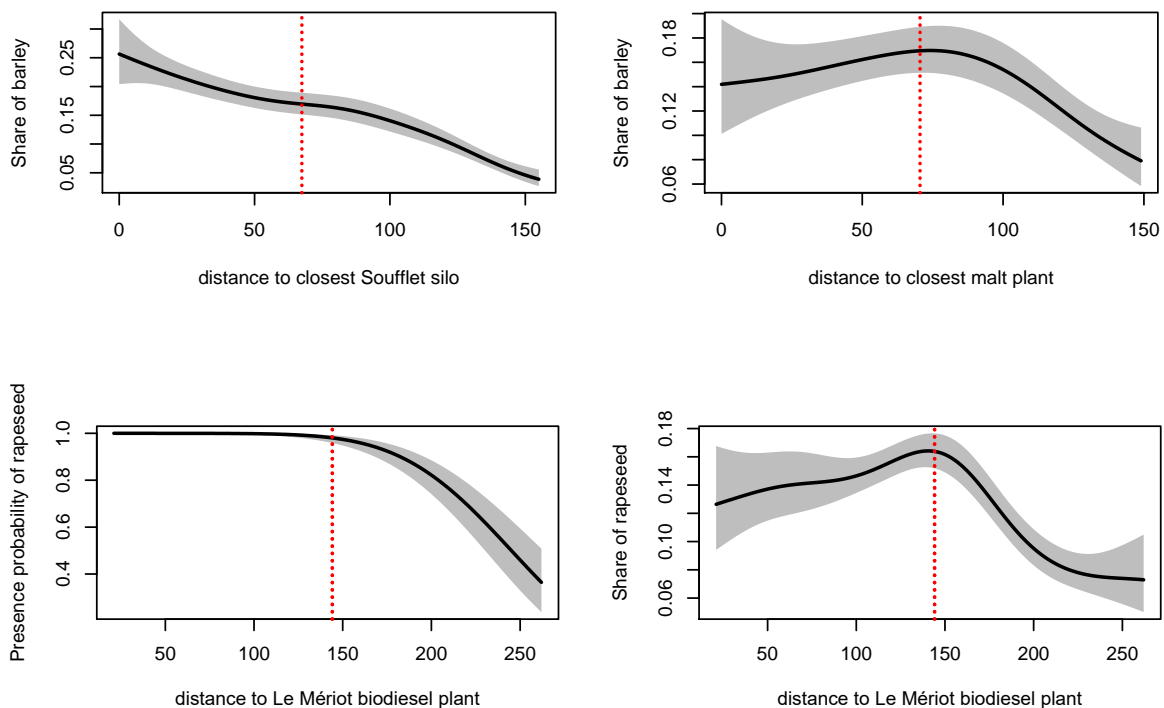 Share of barley
0.05 0.15 0.25
0 50 100 150
distance to closest Soufflet silo
Share of barley
0.06 0.12 0.18
0 50 100 150
distance to closest malt plant
Presence probability of rapeseed
0.4 0.6 0.8 1.0
50 100 150 200 250
distance to Le Mériot biodiesel plant
Share of rapeseed
0.06 0.10 0.14 0.18
50 100 150 200 250
distance to Le Mériot biodiesel plant